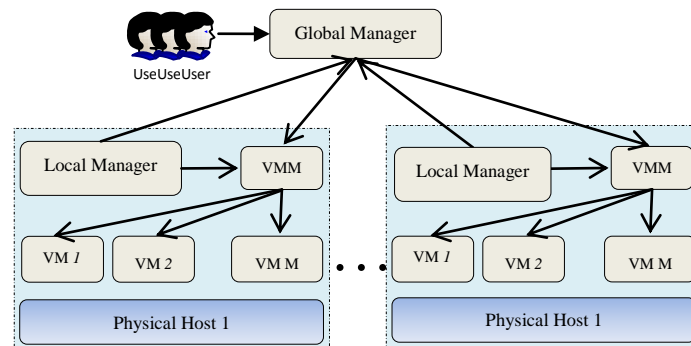 Global Manager
UseUseUser
Local Manager
VMM
Local Manager
VMM
VM 1
VM 2
VM M
VM 1
VM 2
VM M
Physical Host 1
Physical Host 1